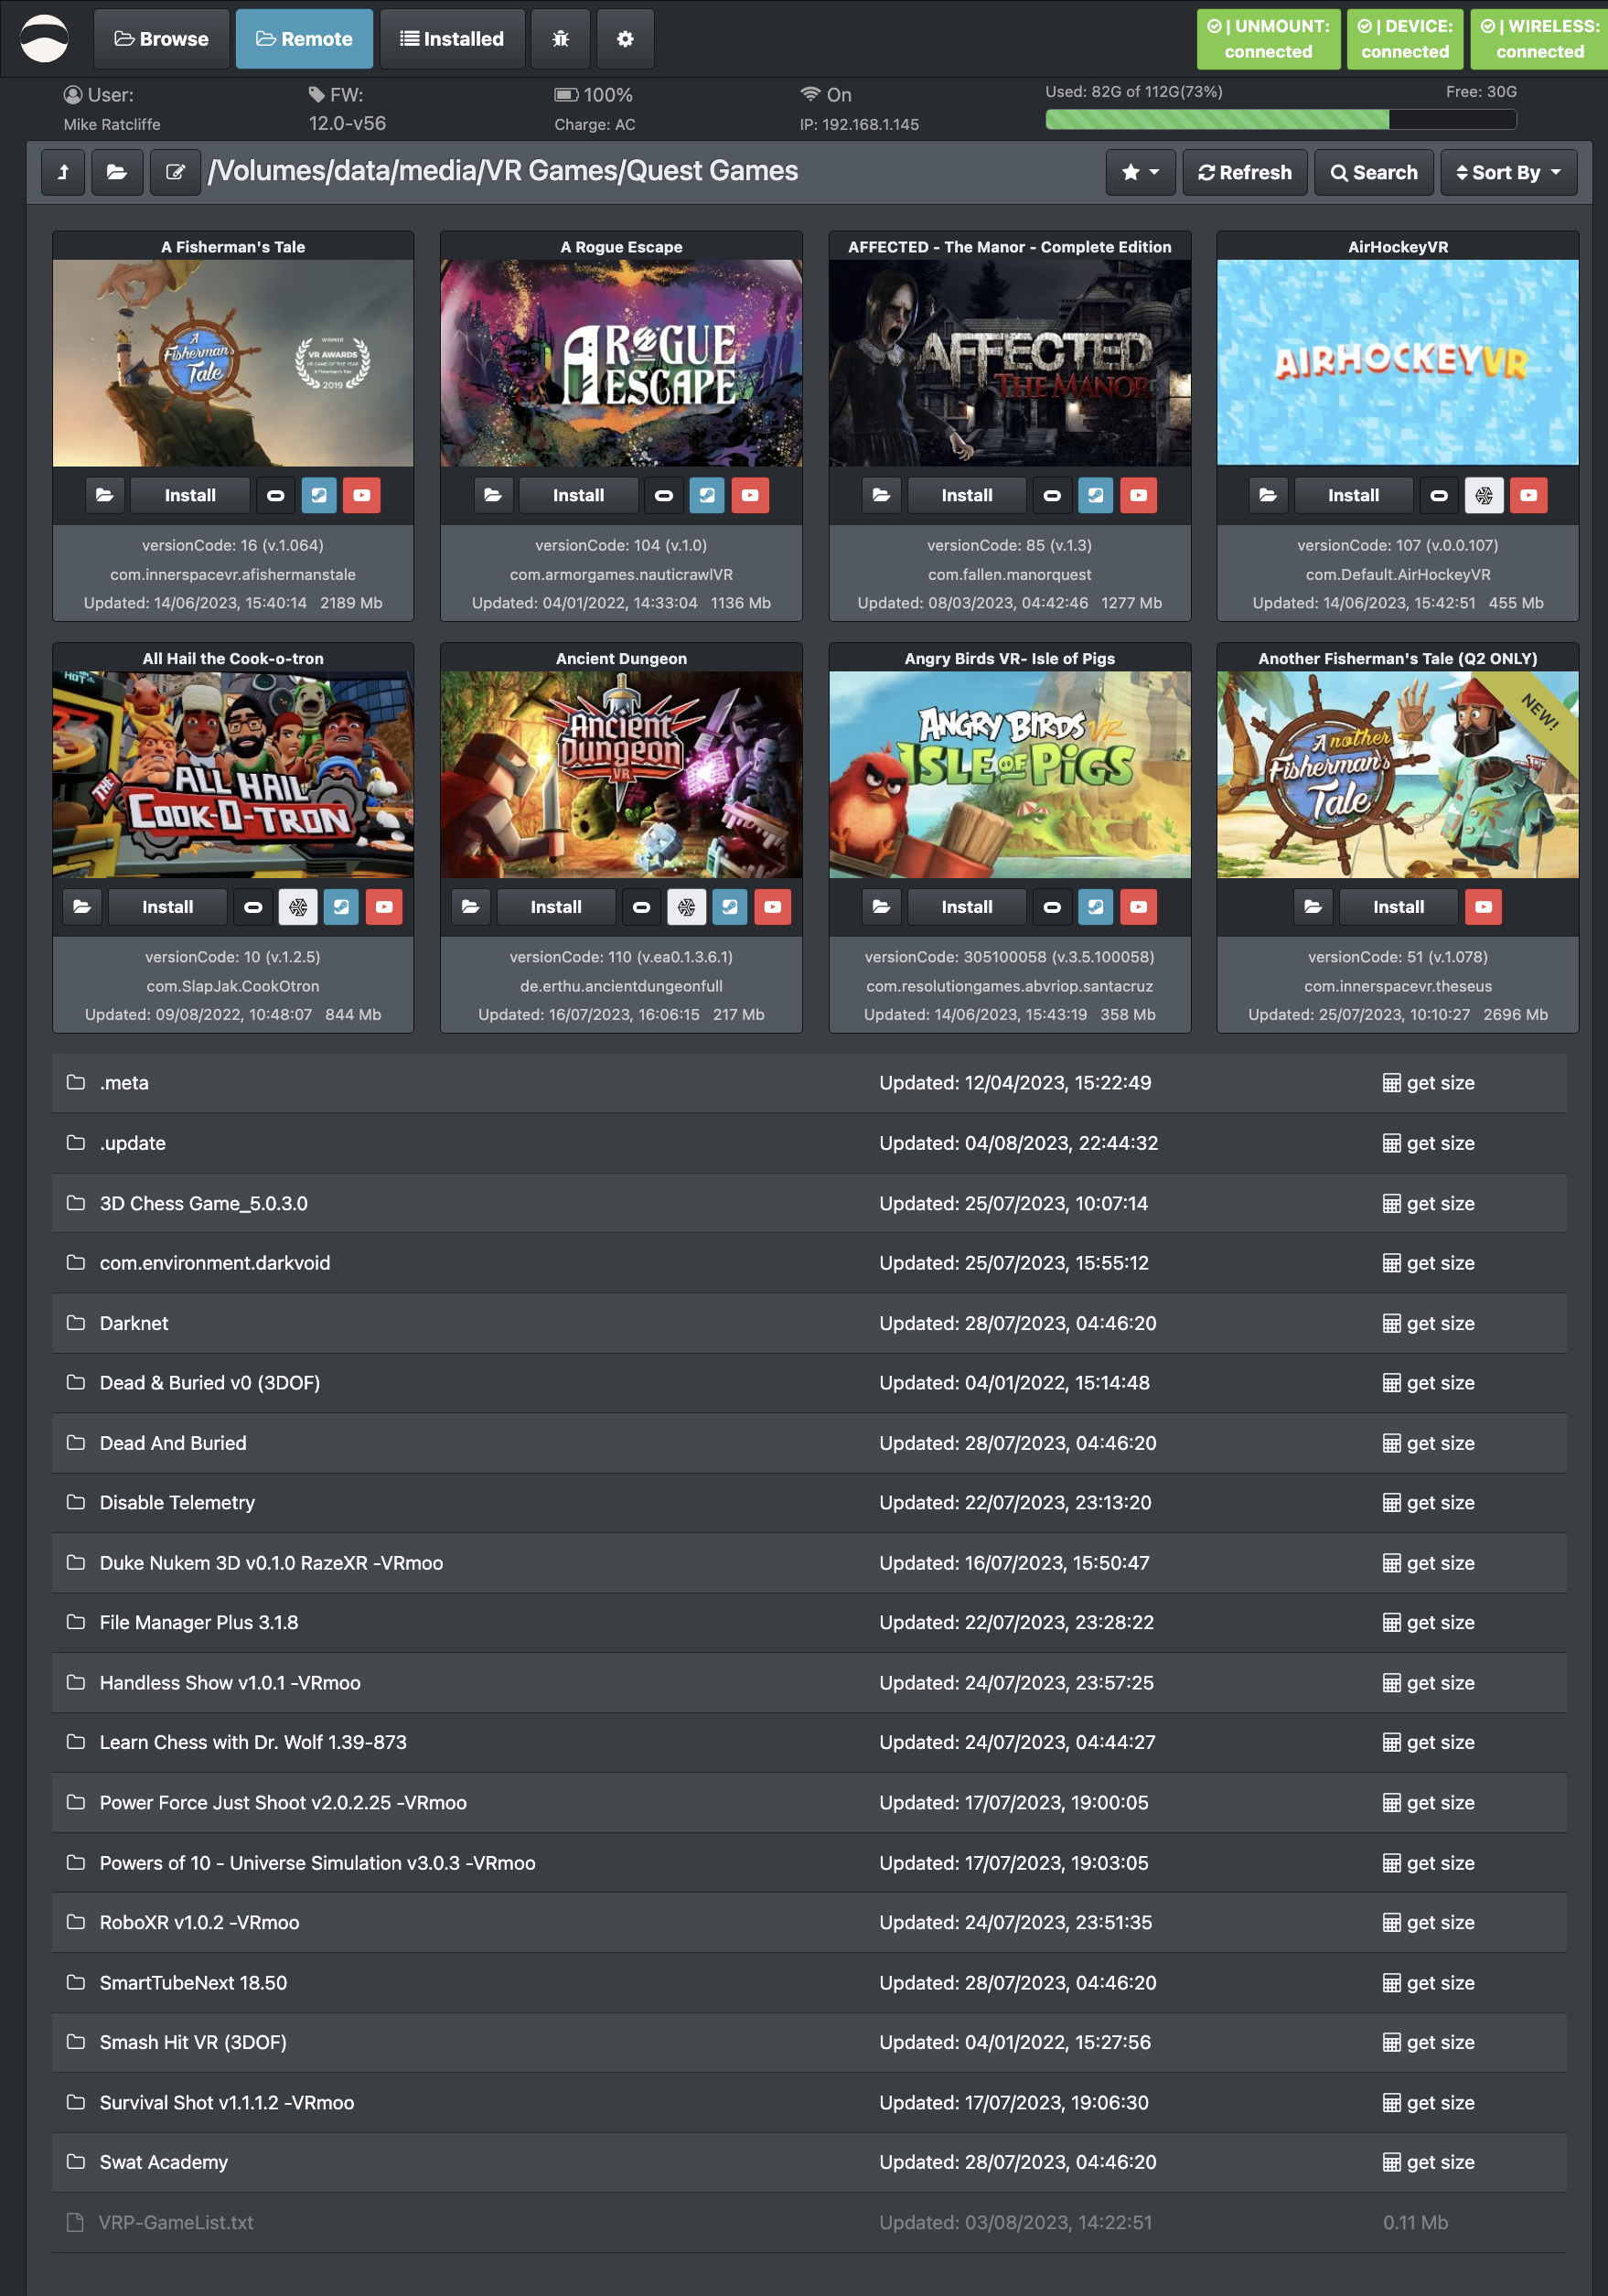 Browse
Remote
Installed
| UNMOUNT:
connected
| DEVICE:
connected
| WIRELESS:
connected
User:
Mike Ratcliffe
FW:
12.0-v56
100%
Charge: AC
On
IP: 192.168.1.145
Used: 82G of 112G(73%)
Free: 30G
/Volumes/data/media/VR Games/Quest Games
Refresh
Search
Sort By
A Fisherman's Tale
A
Fisherman's
Tale
WINNER
VR AWARDS
2019
Install
versionCode: 16 (v.1.064)
com.innerspacevr.afishermanstale
Updated: 14/06/2023, 15:40:14 2189 Mb
A Rogue Escape
A ROGUE
ESCAPE
Install
versionCode: 104 (v.1.0)
com.armorgames.nauticrawlVR
Updated: 04/01/2022, 14:33:04 1136 Mb
AFFECTED - The Manor - Complete Edition
AFFECTED
THE MANOR
Install
versionCode: 85 (v.1.3)
com.fallen.manorquest
Updated: 08/03/2023, 04:42:46 1277 Mb
AirHockeyVR
AIRHOCKEYVR
Install
versionCode: 107 (v.0.0.107)
com.Default.AirHockeyVR
Updated: 14/06/2023, 15:42:51 455 Mb
All Hail the Cook-o-tron
HOT
ALL HAIL
THE COOK-O-TRON
Install
versionCode: 10 (v.1.2.5)
com.SlapJak.CookOtron
Updated: 09/08/2022, 10:48:07 844 Mb
Ancient Dungeon
Ancient
Dungeon
VR
Install
versionCode: 110 (v.ea0.1.3.6.1)
de.erthu.ancientdungeonfull
Updated: 16/07/2023, 16:06:15 217 Mb
Angry Birds VR- Isle of Pigs
ANGRY BIRDS VR
ISLE OF PIGS
Install
versionCode: 305100058 (v.3.5.100058)
com.resolutiongames.abvriop.santacruz
Updated: 14/06/2023, 15:43:19 358 Mb
Another Fisherman's Tale (Q2 ONLY)
NEW!
Another
Fisherman's
Tale
Install
versionCode: 51 (v.1.078)
com.innerspacevr.theseus
Updated: 25/07/2023, 10:10:27 2696 Mb
.meta Updated: 12/04/2023, 15:22:49 get size
.update Updated: 04/08/2023, 22:44:32 get size
3D Chess Game_5.0.3.0 Updated: 25/07/2023, 10:07:14 get size
com.environment.darkvoid Updated: 25/07/2023, 15:55:12 get size
Darknet Updated: 28/07/2023, 04:46:20 get size
Dead & Buried v0 (3DOF) Updated: 04/01/2022, 15:14:48 get size
Dead And Buried Updated: 28/07/2023, 04:46:20 get size
Disable Telemetry Updated: 22/07/2023, 23:13:20 get size
Duke Nukem 3D v0.1.0 RazeXR -VRmoo Updated: 16/07/2023, 15:50:47 get size
File Manager Plus 3.1.8 Updated: 22/07/2023, 23:28:22 get size
Handless Show v1.0.1 -VRmoo Updated: 24/07/2023, 23:57:25 get size
Learn Chess with Dr. Wolf 1.39-873 Updated: 24/07/2023, 04:44:27 get size
Power Force Just Shoot v2.0.2.25 -VRmoo Updated: 17/07/2023, 19:00:05 get size
Powers of 10 - Universe Simulation v3.0.3 -VRmoo Updated: 17/07/2023, 19:03:05 get size
RoboXR v1.0.2 -VRmoo Updated: 24/07/2023, 23:51:35 get size
SmartTubeNext 18.50 Updated: 28/07/2023, 04:46:20 get size
Smash Hit VR (3DOF) Updated: 04/01/2022, 15:27:56 get size
Survival Shot v1.1.1.2 -VRmoo Updated: 17/07/2023, 19:06:30 get size
Swat Academy Updated: 28/07/2023, 04:46:20 get size
VRP-GameList.txt Updated: 03/08/2023, 14:22:51 0.11 Mb